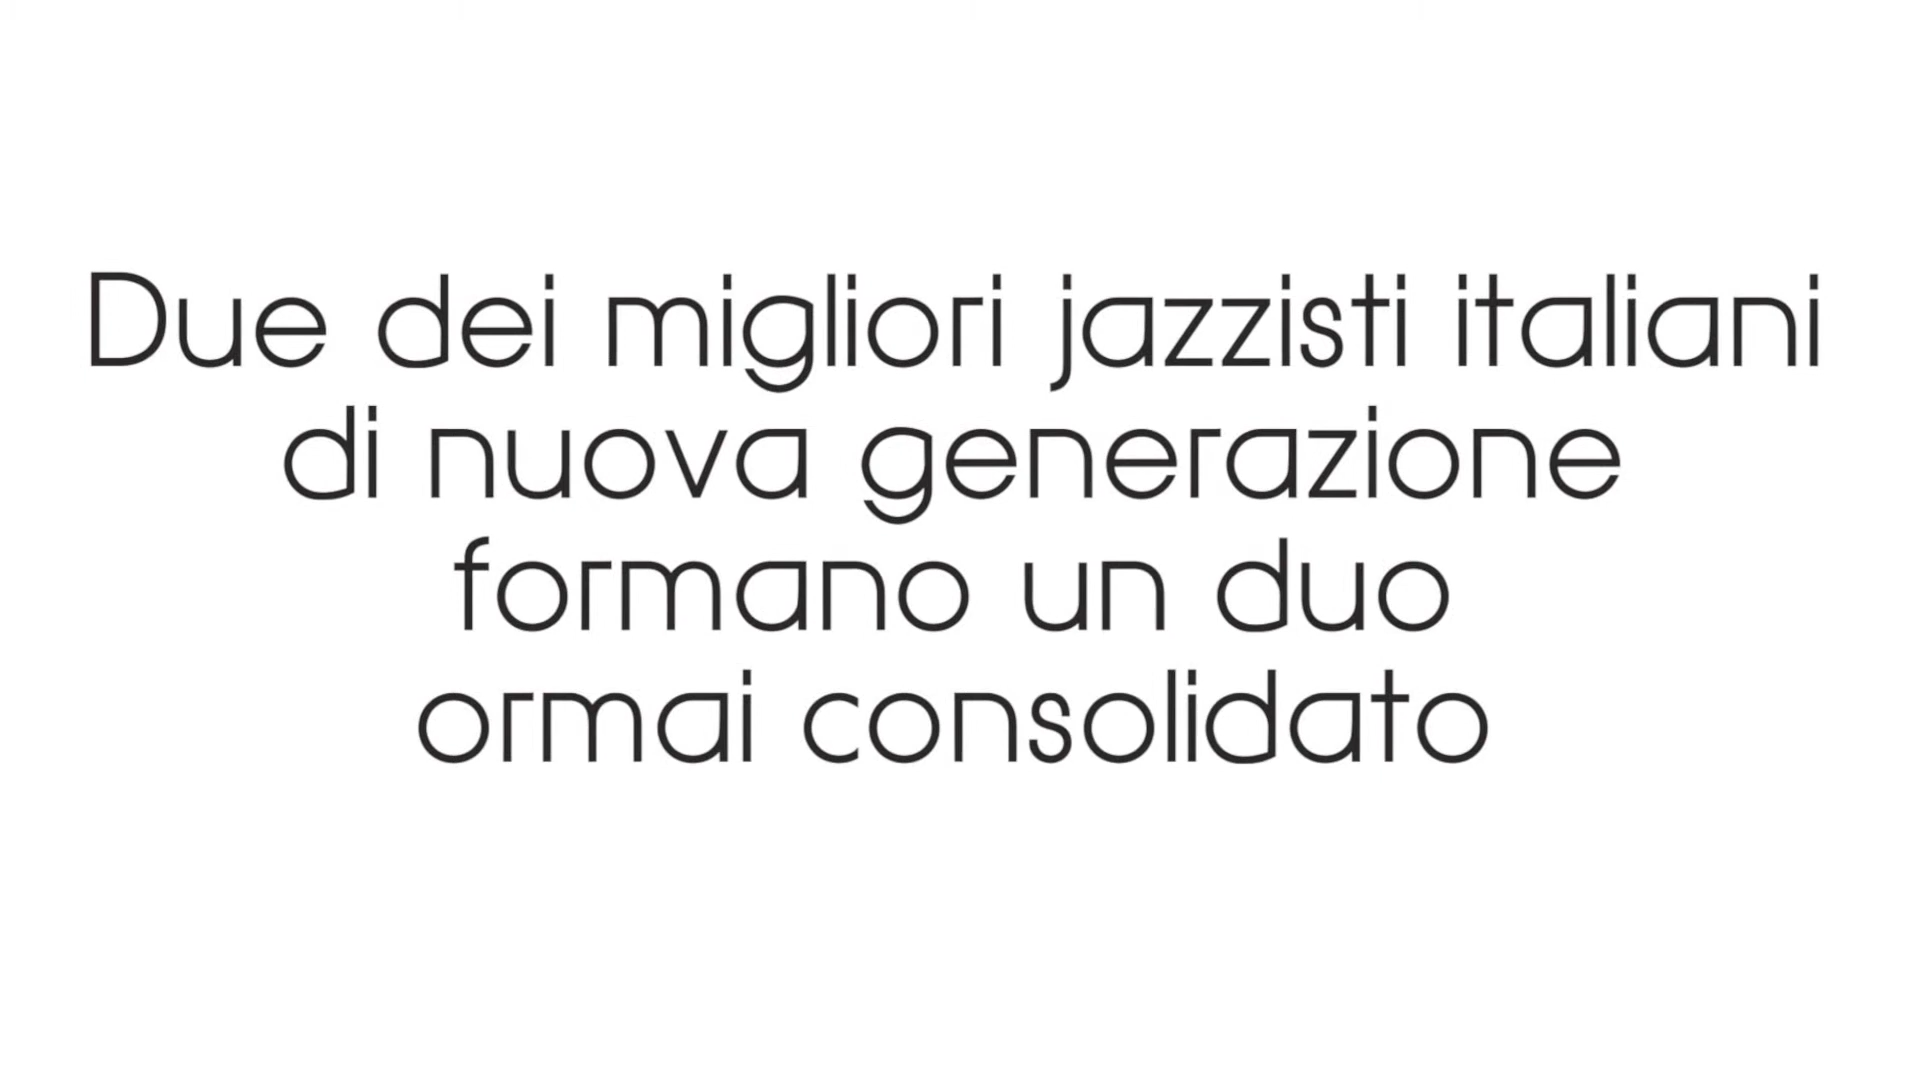 Due dei migliori jazzisti italiani
di nuova generazione
formano un duo
ormai consolidato